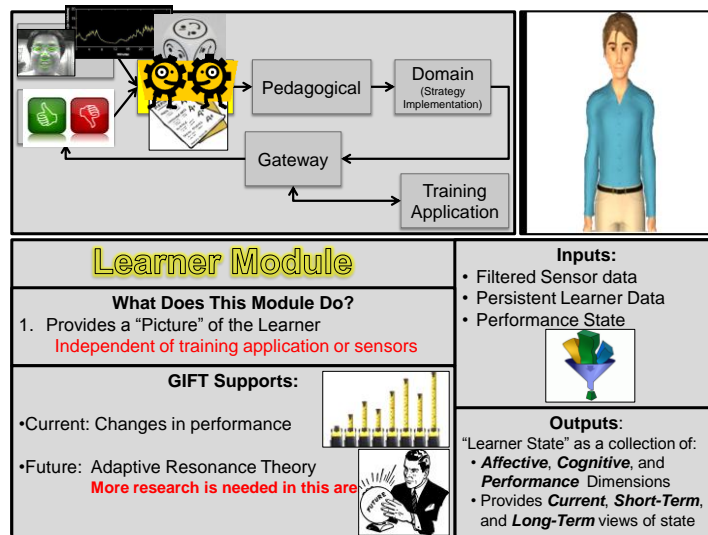 Pedagogical
Domain
(Strategy
Implementation)
Gateway
Training
Application
Learner Module
What Does This Module Do?
1. Provides a “Picture” of the Learner
Independent of training application or sensors
GIFT Supports:
•Current: Changes in performance
•Future: Adaptive Resonance Theory
More research is needed in this are
FUTURE
Inputs:
• Filtered Sensor data
• Persistent Learner Data
• Performance State
Outputs:
“Learner State” as a collection of:
• Affective, Cognitive, and
Performance Dimensions
• Provides Current, Short-Term,
and Long-Term views of state